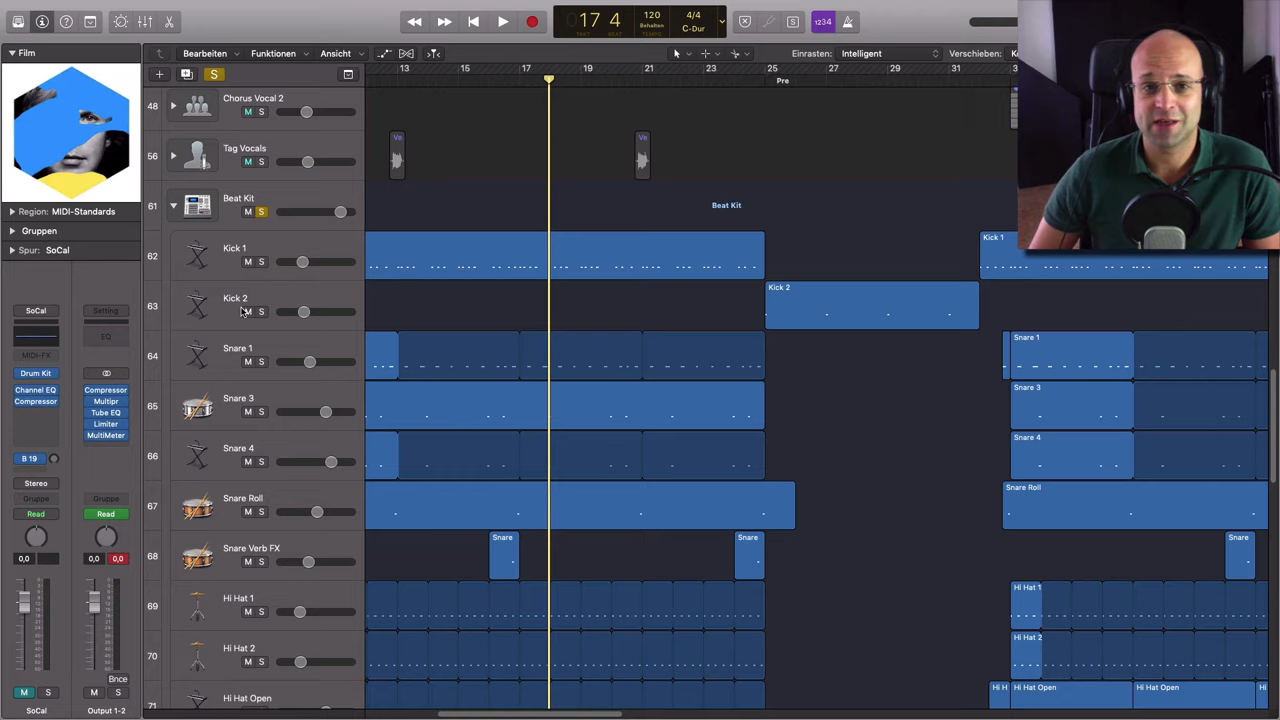 17 4
TAKT BEAT
120
Behalten
TEMPO
4/4
C-Dur
S
1234
Film
Bearbeiten
Funktionen
Ansicht
Einrasten: Intelligent
Verschieben:
S
13 15 17 19 21 23 25 27 29 31
Pre
48 Chorus Vocal 2
M S
56 Tag Vocals
M S
Ve
Ve
61 Beat Kit
M S
Beat Kit
Region: MIDI-Standards
Gruppen
Spur: SoCal
62 Kick 1
M S
Kick 1
63 Kick 2
M S
Kick 2
64 Snare 1
M S
Snare 1
65 Snare 3
M S
Snare 3
66 Snare 4
M S
Snare 4
67 Snare Roll
M S
Snare Roll
68 Snare Verb FX
M S
Snare
Snare
Snare
69 Hi Hat 1
M S
Hi Hat 1
70 Hi Hat 2
M S
Hi Hat 2
71 Hi Hat Open
Hi H
Hi Hat Open
Hi Hat Open
Hi
SoCal
Setting
EQ
MIDI-FX
Drum Kit
Channel EQ
Compressor
Compressor
Multipr
Tube EQ
Limiter
MultiMeter
B 19
Stereo
Gruppe
Gruppe
Read
Read
0,0
0,0 0,0
Bnce
M S
M S
SoCal
Output 1-2